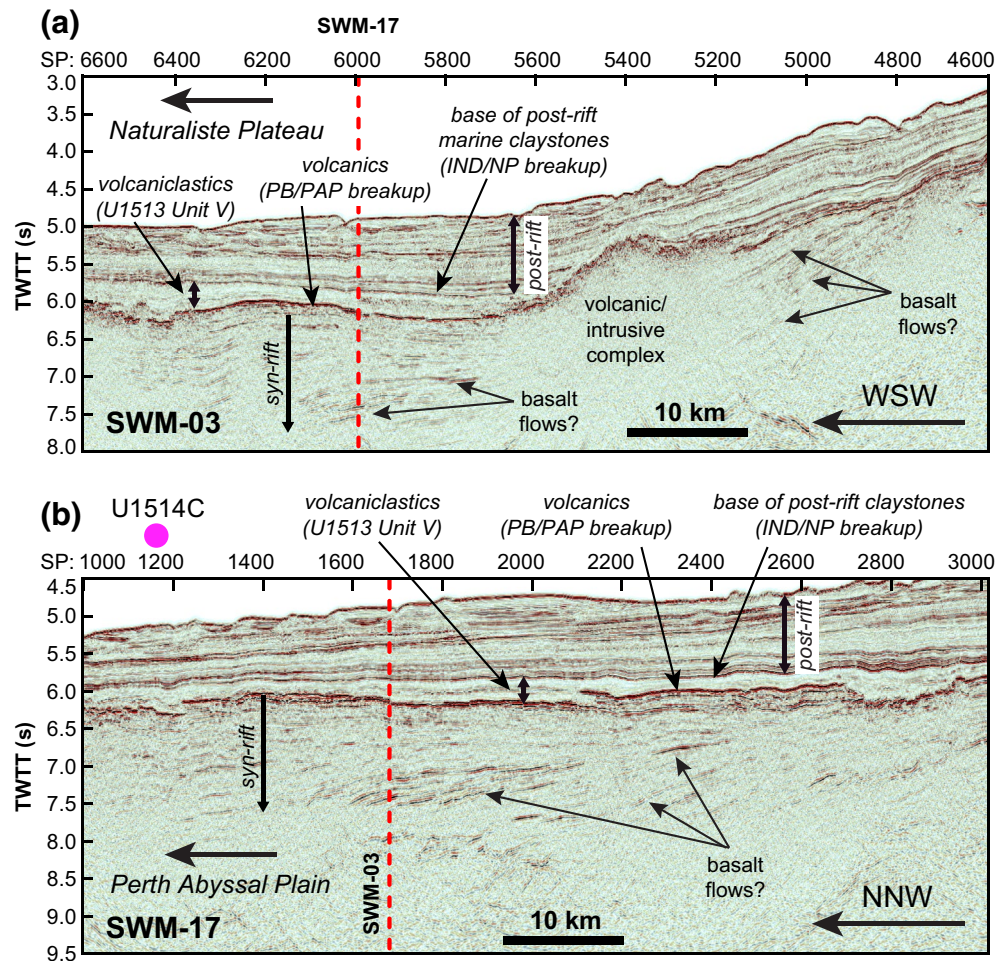 (a)
SWM-17
SP: 6600 6400 6200 6000 5800 5600 5400 5200 5000 4800 4600
3.0
3.5
4.0
4.5
5.0
5.5
6.0
6.5
7.0
7.5
8.0
TWTT (s)
Naturaliste Plateau
volcaniclastics
(U1513 Unit V)
volcanics
(PB/PAP breakup)
base of post-rift
marine claystones
(IND/NP breakup)
post-rift
syn-rift
volcanic/
intrusive
complex
basalt
flows?
basalt
flows?
10 km
WSW
SWM-03
(b)
U1514C
volcaniclastics
(U1513 Unit V)
volcanics
(PB/PAP breakup)
base of post-rift claystones
(IND/NP breakup)
SP: 1000 1200 1400 1600 1800 2000 2200 2400 2600 2800 3000
4.5
5.0
5.5
6.0
6.5
7.0
7.5
8.0
8.5
9.0
9.5
TWTT (s)
post-rift
syn-rift
basalt
flows?
Perth Abyssal Plain
SWM-03
10 km
NNW
SWM-17